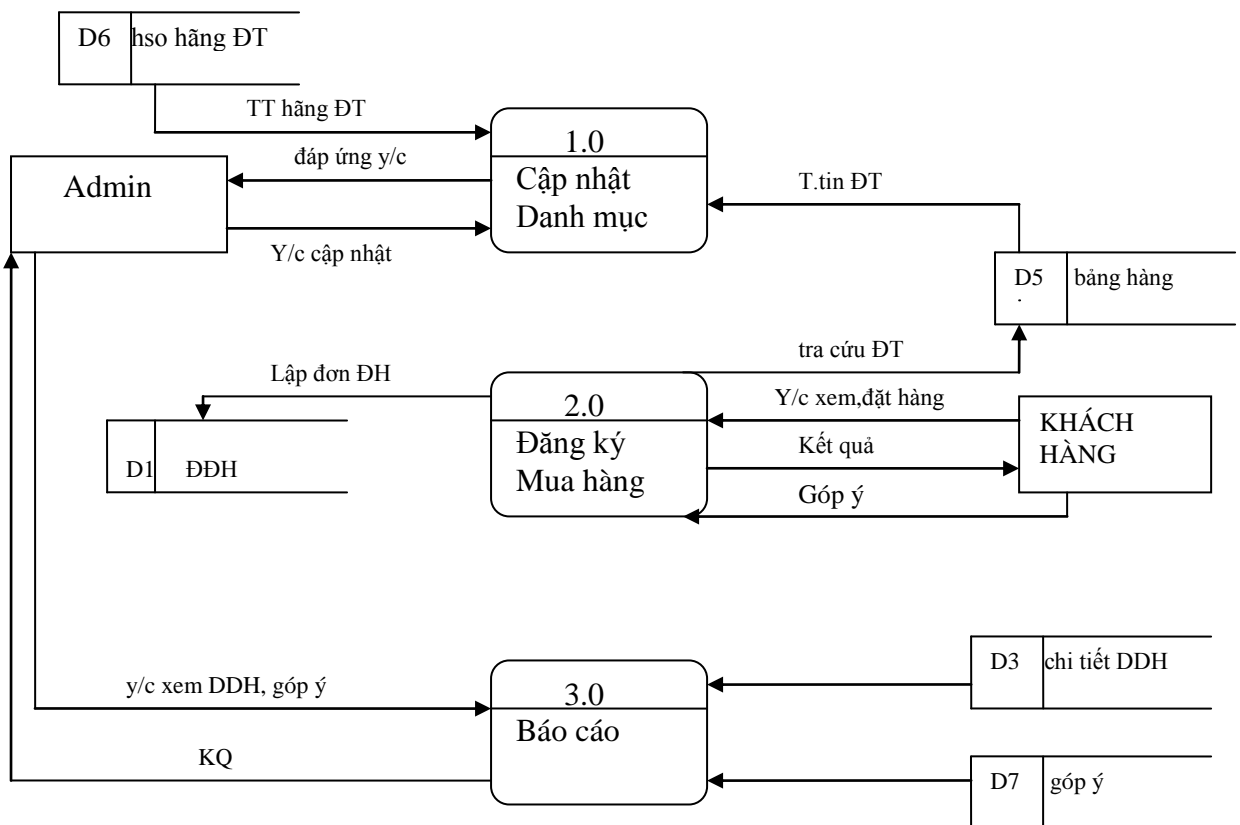 D6 hso hãng ĐT
TT hãng ĐT
1.0
Cập nhật
Danh mục
đáp ứng y/c
Admin
T.tin ĐT
Y/c cập nhật
D5 bảng hàng
tra cứu ĐT
Lập đơn ĐH
2.0
Đăng ký
Mua hàng
Y/c xem,đặt hàng
KHÁCH
HÀNG
Kết quả
D1 ĐĐH
Góp ý
D3 chi tiết DDH
y/c xem DDH, góp ý
3.0
Báo cáo
KQ
D7 góp ý